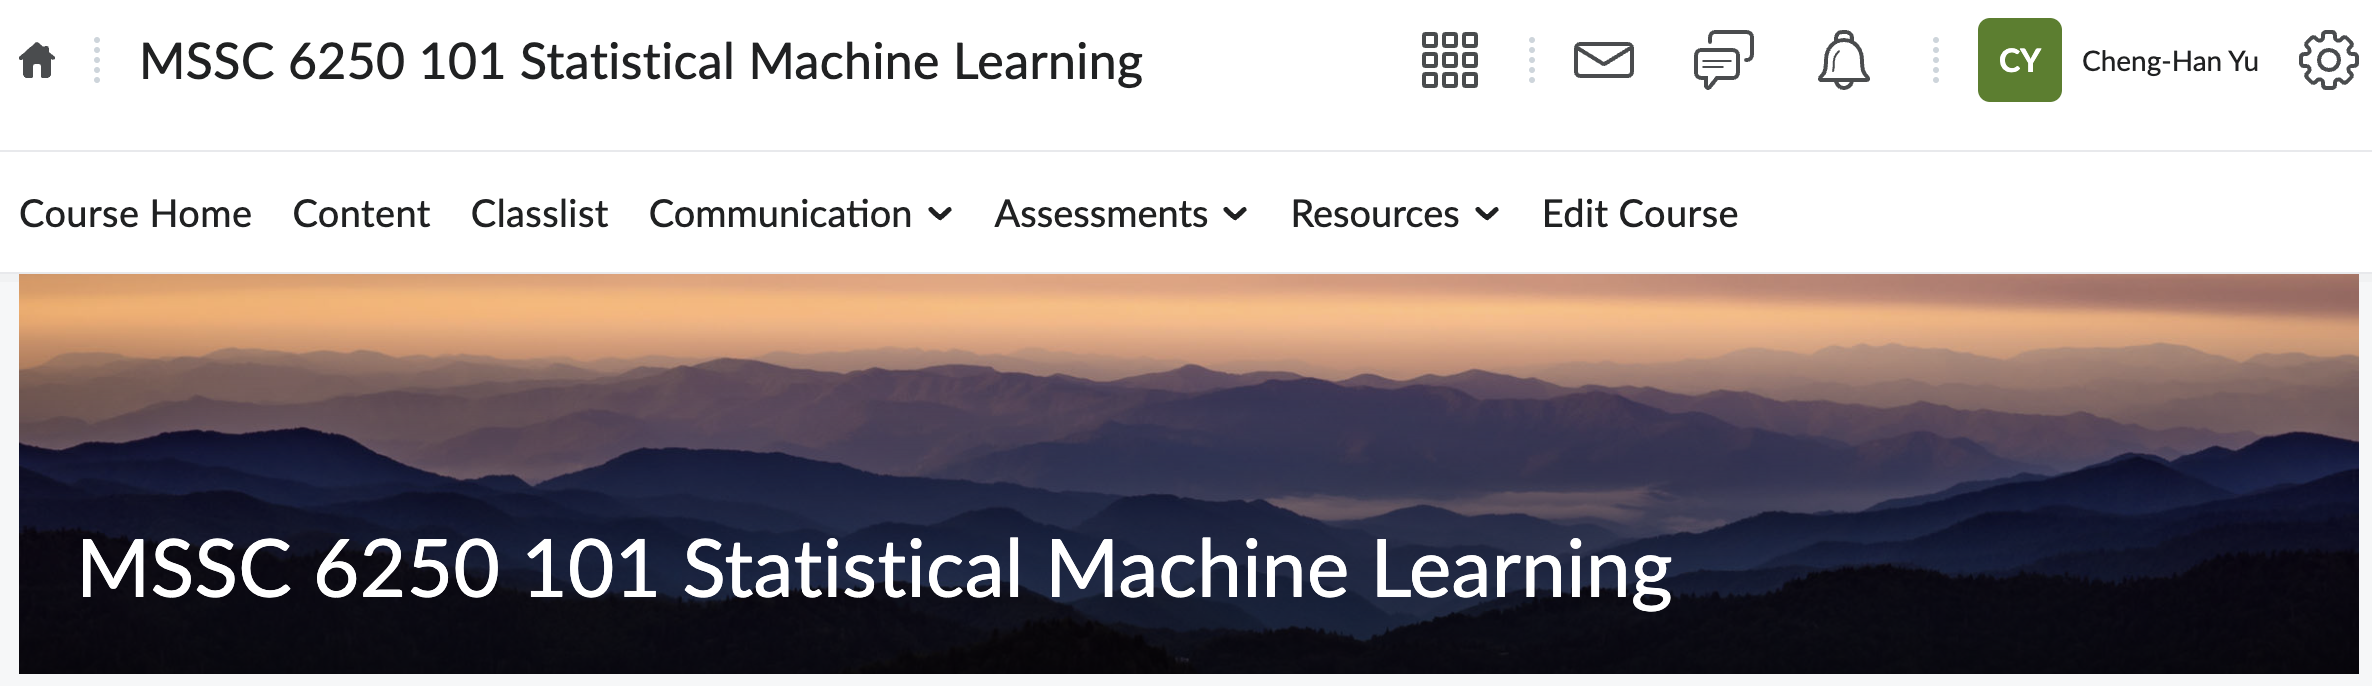 MSSC 6250 101 Statistical Machine Learning CY Cheng-Han Yu
Course Home Content Classlist Communication Assessments Resources Edit Course
MSSC 6250 101 Statistical Machine Learning